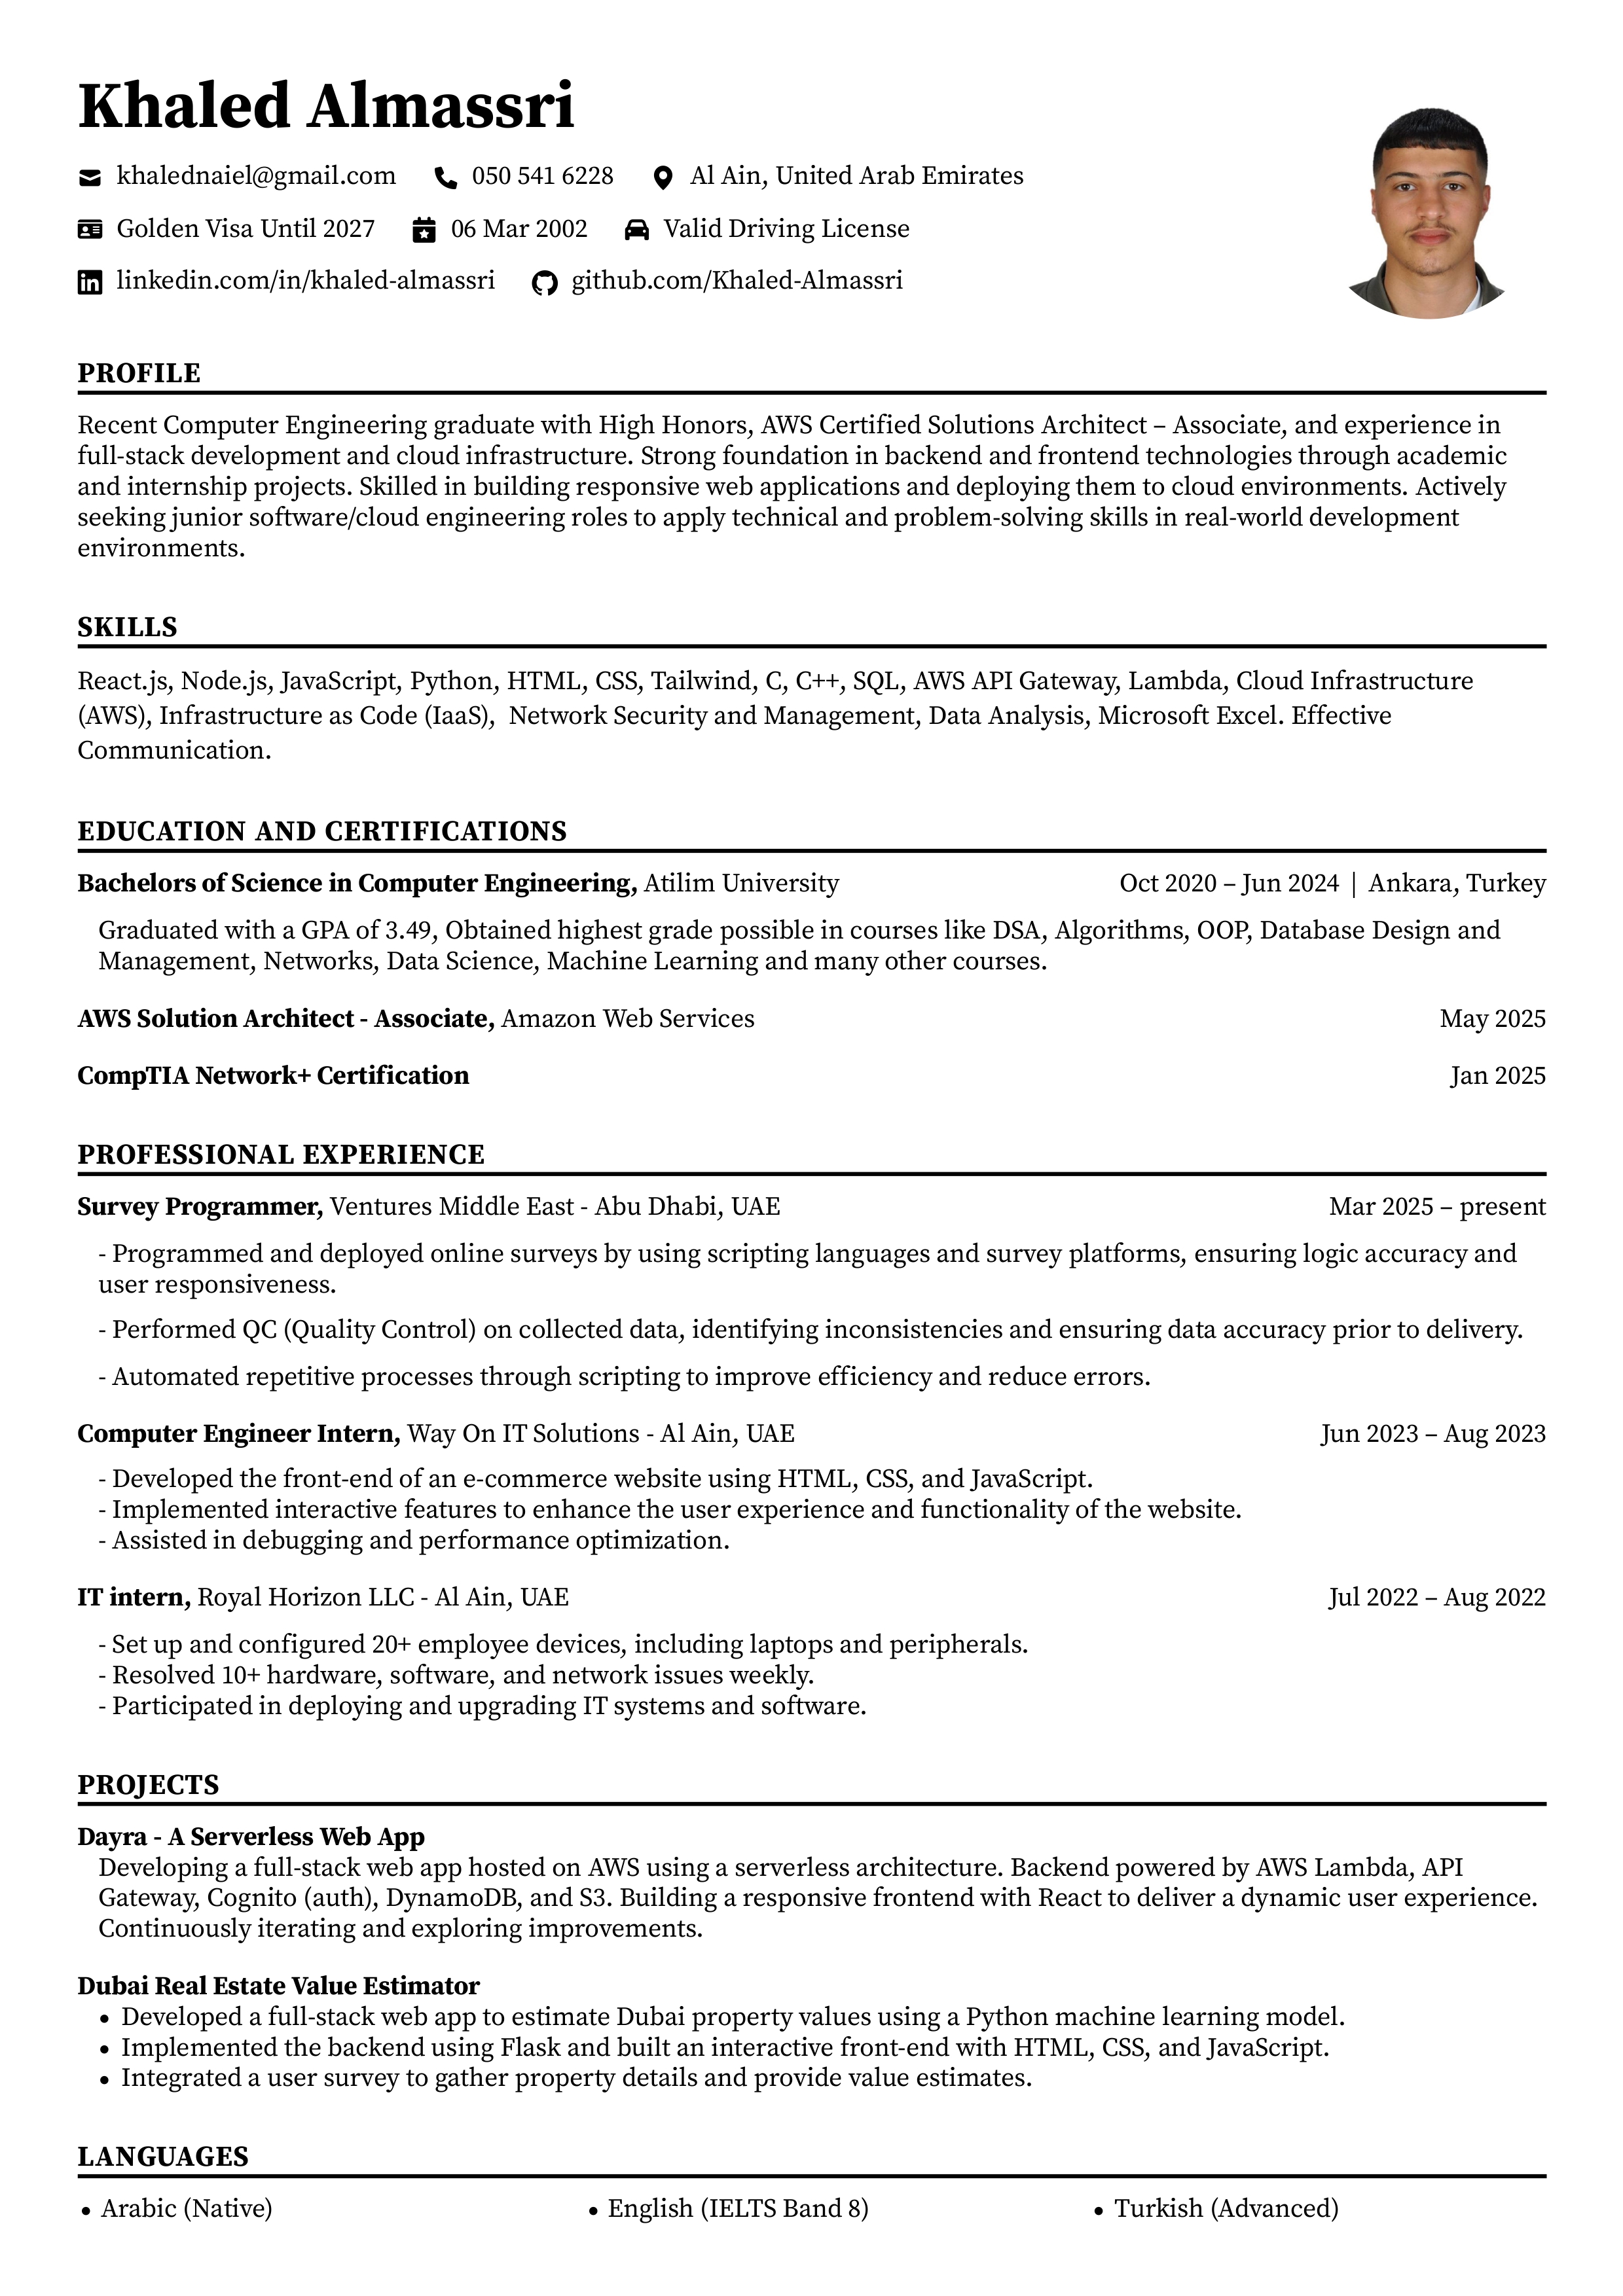 Khaled Almassri
khalednaiel@gmail.com 050 541 6228 Al Ain, United Arab Emirates
Golden Visa Until 2027 06 Mar 2002 Valid Driving License
linkedin.com/in/khaled-almassri github.com/Khaled-Almassri
PROFILE
Recent Computer Engineering graduate with High Honors, AWS Certified Solutions Architect – Associate, and experience in
full-stack development and cloud infrastructure. Strong foundation in backend and frontend technologies through academic
and internship projects. Skilled in building responsive web applications and deploying them to cloud environments. Actively
seeking junior software/cloud engineering roles to apply technical and problem-solving skills in real-world development
environments.
SKILLS
React.js, Node.js, JavaScript, Python, HTML, CSS, Tailwind, C, C++, SQL, AWS API Gateway, Lambda, Cloud Infrastructure
(AWS), Infrastructure as Code (IaaS), Network Security and Management, Data Analysis, Microsoft Excel. Effective
Communication.
EDUCATION AND CERTIFICATIONS
Bachelors of Science in Computer Engineering, Atilim University Oct 2020 – Jun 2024 | Ankara, Turkey
Graduated with a GPA of 3.49, Obtained highest grade possible in courses like DSA, Algorithms, OOP, Database Design and
Management, Networks, Data Science, Machine Learning and many other courses.
AWS Solution Architect - Associate, Amazon Web Services May 2025
CompTIA Network+ Certification Jan 2025
PROFESSIONAL EXPERIENCE
Survey Programmer, Ventures Middle East - Abu Dhabi, UAE Mar 2025 – present
- Programmed and deployed online surveys by using scripting languages and survey platforms, ensuring logic accuracy and
user responsiveness.
- Performed QC (Quality Control) on collected data, identifying inconsistencies and ensuring data accuracy prior to delivery.
- Automated repetitive processes through scripting to improve efficiency and reduce errors.
Computer Engineer Intern, Way On IT Solutions - Al Ain, UAE Jun 2023 – Aug 2023
- Developed the front-end of an e-commerce website using HTML, CSS, and JavaScript.
- Implemented interactive features to enhance the user experience and functionality of the website.
- Assisted in debugging and performance optimization.
IT intern, Royal Horizon LLC - Al Ain, UAE Jul 2022 – Aug 2022
- Set up and configured 20+ employee devices, including laptops and peripherals.
- Resolved 10+ hardware, software, and network issues weekly.
- Participated in deploying and upgrading IT systems and software.
PROJECTS
Dayra - A Serverless Web App
Developing a full-stack web app hosted on AWS using a serverless architecture. Backend powered by AWS Lambda, API
Gateway, Cognito (auth), DynamoDB, and S3. Building a responsive frontend with React to deliver a dynamic user experience.
Continuously iterating and exploring improvements.
Dubai Real Estate Value Estimator
• Developed a full-stack web app to estimate Dubai property values using a Python machine learning model.
• Implemented the backend using Flask and built an interactive front-end with HTML, CSS, and JavaScript.
• Integrated a user survey to gather property details and provide value estimates.
LANGUAGES
• Arabic (Native) • English (IELTS Band 8) • Turkish (Advanced)